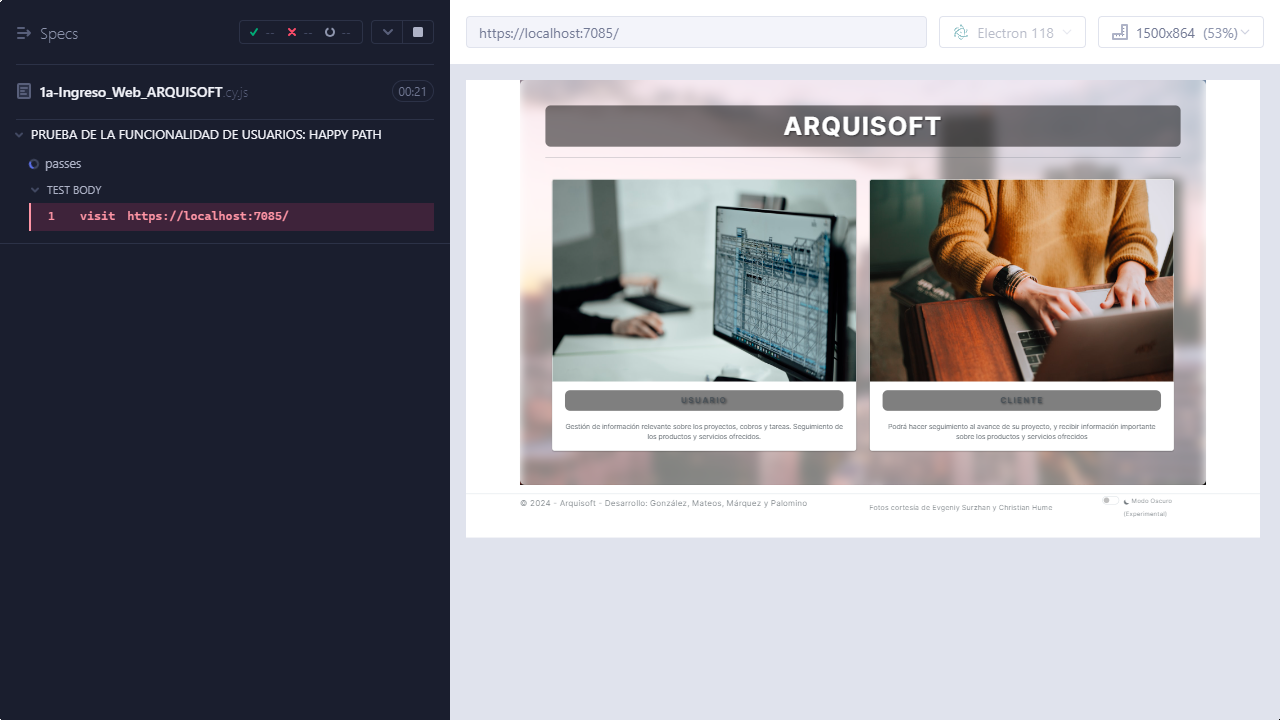 Specs
--
--
--
1a-Ingreso_Web_ARQUISOFT.cy.js
00:21
PRUEBA DE LA FUNCIONALIDAD DE USUARIOS: HAPPY PATH
passes
TEST BODY
1 visit https://localhost:7085/
https://localhost:7085/
Electron 118
1500x864 (53%)
ARQUISOFT
USUARIO
Gestión de información relevante sobre los proyectos, cobros y tareas. Seguimiento de
los productos y servicios ofrecidos.
CLIENTE
Podrá hacer seguimiento al avance de su proyecto, y recibir información importante
sobre los productos y servicios ofrecidos
© 2024 - Arquisoft - Desarrollo: González, Mateos, Márquez y Palomino
Fotos cortesía de Evgeniy Surzhan y Christian Hume
Modo Oscuro
(Experimental)